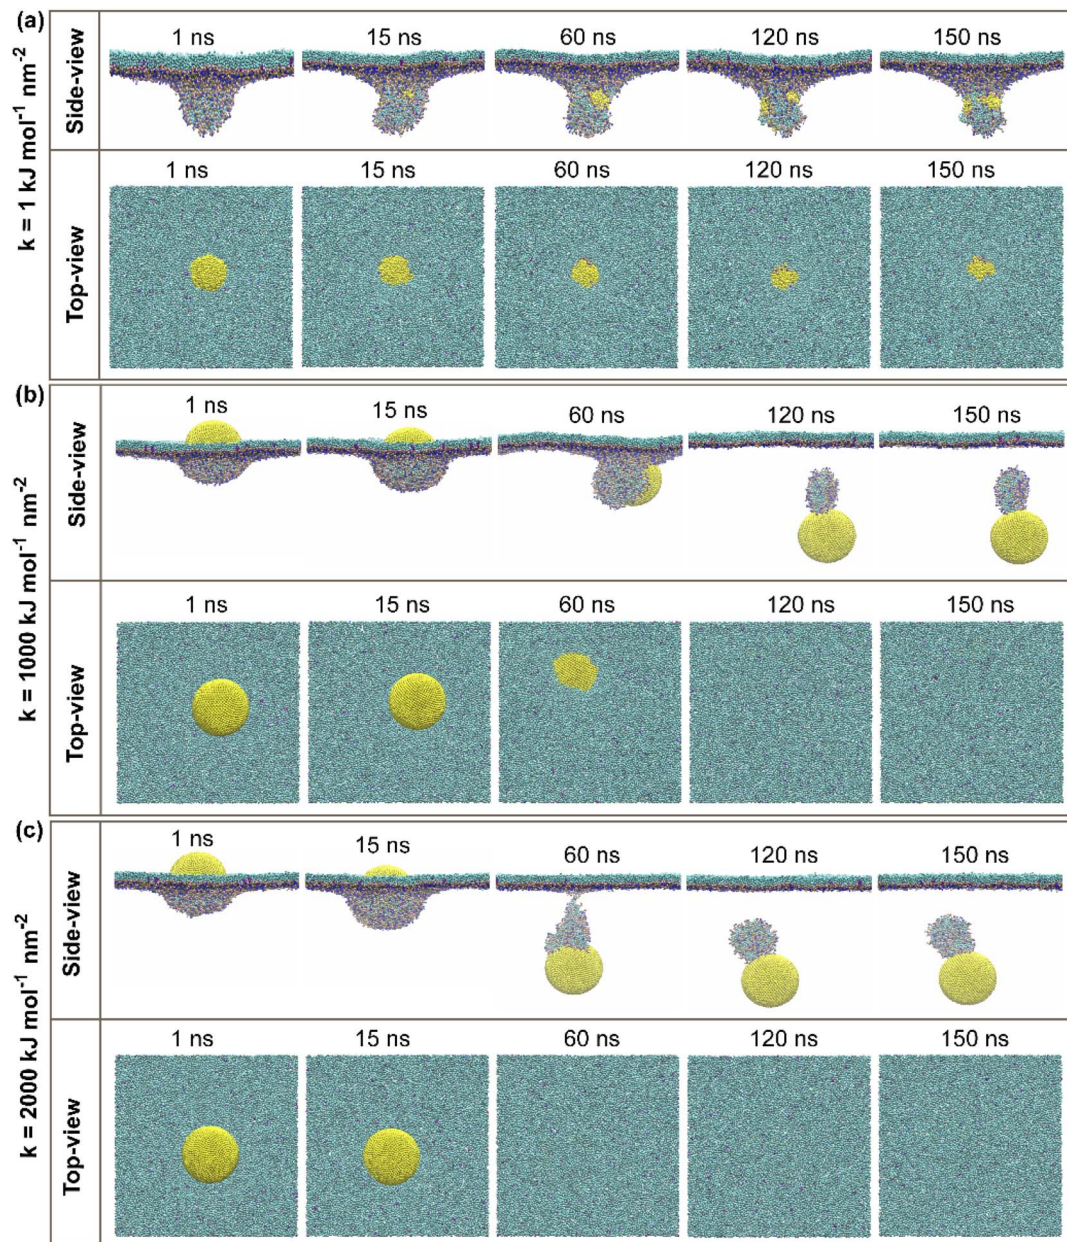 (a)
k = 1 kJ mol⁻¹ nm⁻²
Side-view
1 ns 15 ns 60 ns 120 ns 150 ns
Top-view
1 ns 15 ns 60 ns 120 ns 150 ns
(b)
k = 1000 kJ mol⁻¹ nm⁻²
Side-view
1 ns 15 ns 60 ns 120 ns 150 ns
Top-view
1 ns 15 ns 60 ns 120 ns 150 ns
(c)
k = 2000 kJ mol⁻¹ nm⁻²
Side-view
1 ns 15 ns 60 ns 120 ns 150 ns
Top-view
1 ns 15 ns 60 ns 120 ns 150 ns